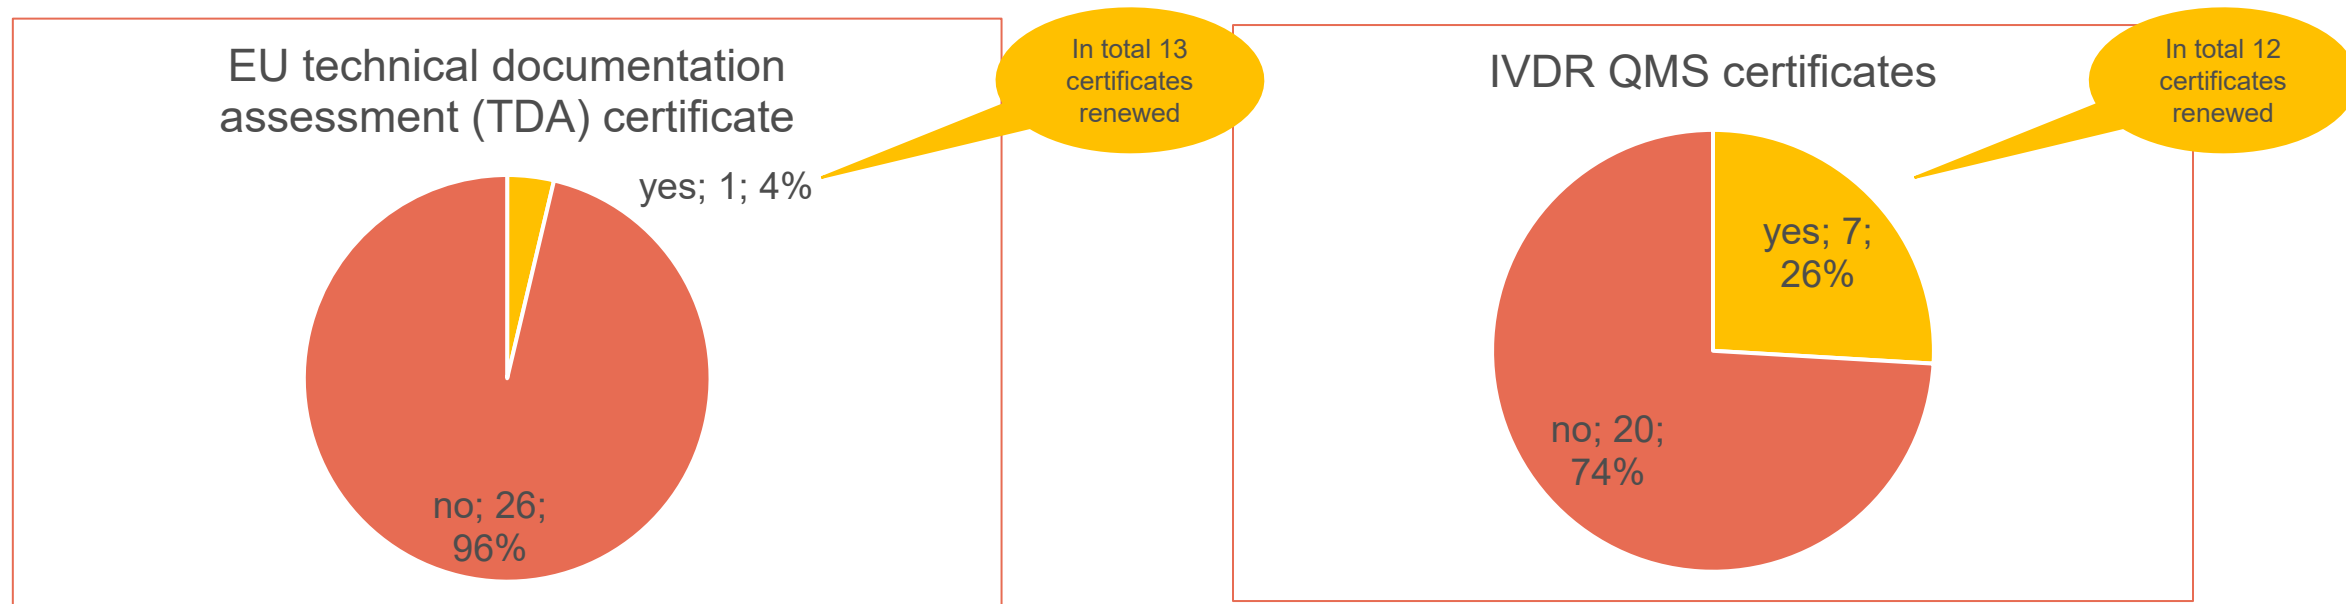 EU technical documentation
assessment (TDA) certificate
In total 13
certificates
renewed
yes; 1; 4%
no; 26;
96%
IVDR QMS certificates
In total 12
certificates
renewed
yes; 7;
26%
no; 20;
74%